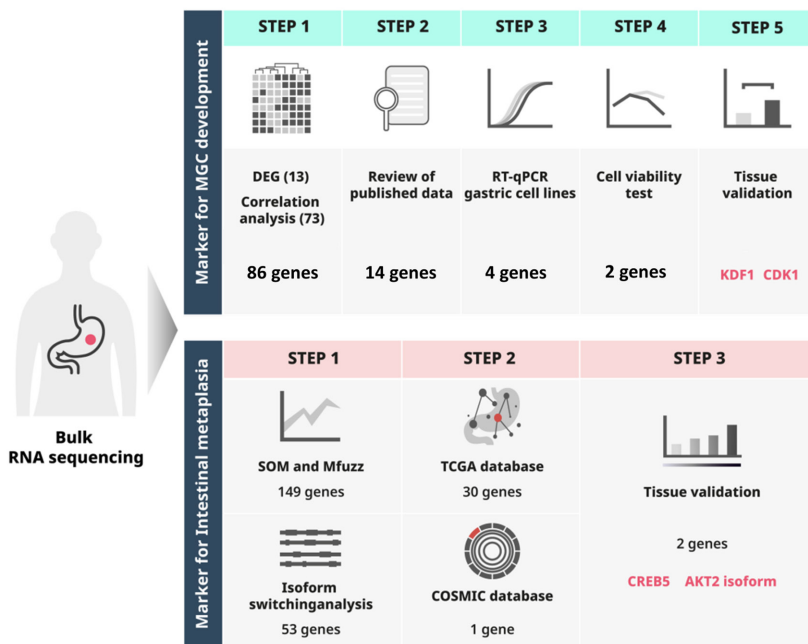 Bulk
RNA sequencing
Marker for MGC development
STEP 1
STEP 2
STEP 3
STEP 4
STEP 5
DEG (13)
Correlation
analysis (73)
86 genes
Review of
published data
14 genes
RT-qPCR
gastric cell lines
4 genes
Cell viability
test
2 genes
Tissue
validation
KDF1 CDK1
Marker for Intestinal metaplasia
STEP 1
STEP 2
STEP 3
SOM and Mfuzz
149 genes
TCGA database
30 genes
Isoform
switchinganalysis
53 genes
COSMIC database
1 gene
Tissue validation
2 genes
CREB5 AKT2 isoform